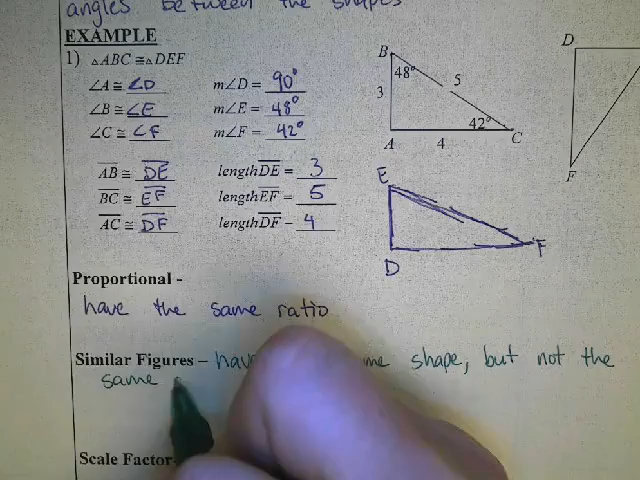 angles between the shapes
EXAMPLE
1) △ABC ≅ △DEF
∠A ≅ ∠D m∠D = 90°
∠B ≅ ∠E m∠E = 48°
∠C ≅ ∠F m∠F = 42°
AB ≅ DE length DE = 3
BC ≅ EF length EF = 5
AC ≅ DF length DF = 4
B
48°
5
3
42°
A
4
C
D
F
E
D
F
Proportional -
have the same ratio
Similar Figures – have me shape, but not the
same s
Scale Factor